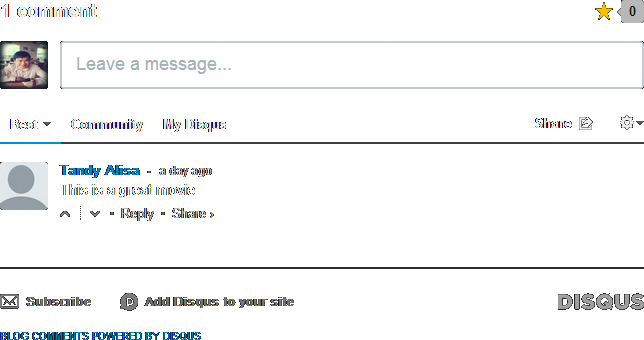 1 comment
0
Leave a message...
Best Community My Disqus Share
Tandy Alisa • a day ago
This is a great movie
• Reply • Share ›
Subscribe D Add Disqus to your site DISQUS
BLOG COMMENTS POWERED BY DISQUS